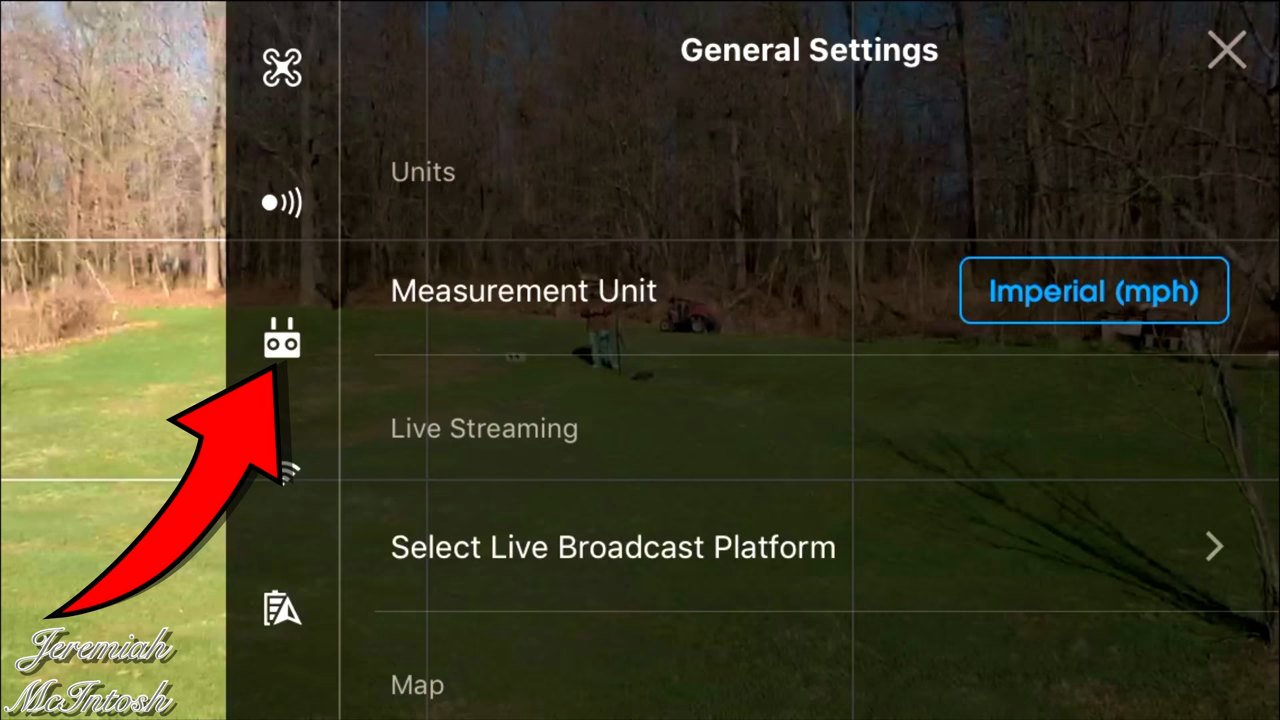 General Settings
Units
Measurement Unit
Imperial (mph)
Live Streaming
Select Live Broadcast Platform
Map
Jeremiah
McIntosh